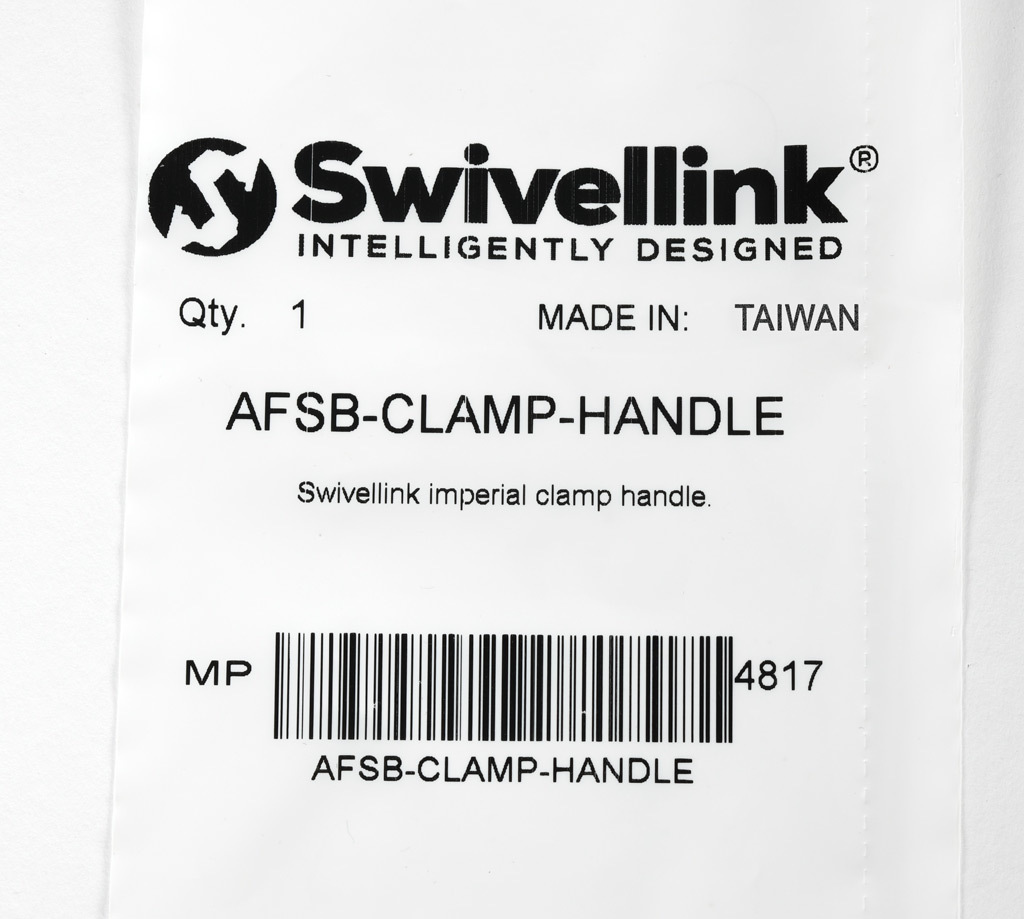 Swivellink®
INTELLIGENTLY DESIGNED
Qty. 1 MADE IN: TAIWAN
AFSB-CLAMP-HANDLE
Swivellink imperial clamp handle.
MP 4817
AFSB-CLAMP-HANDLE